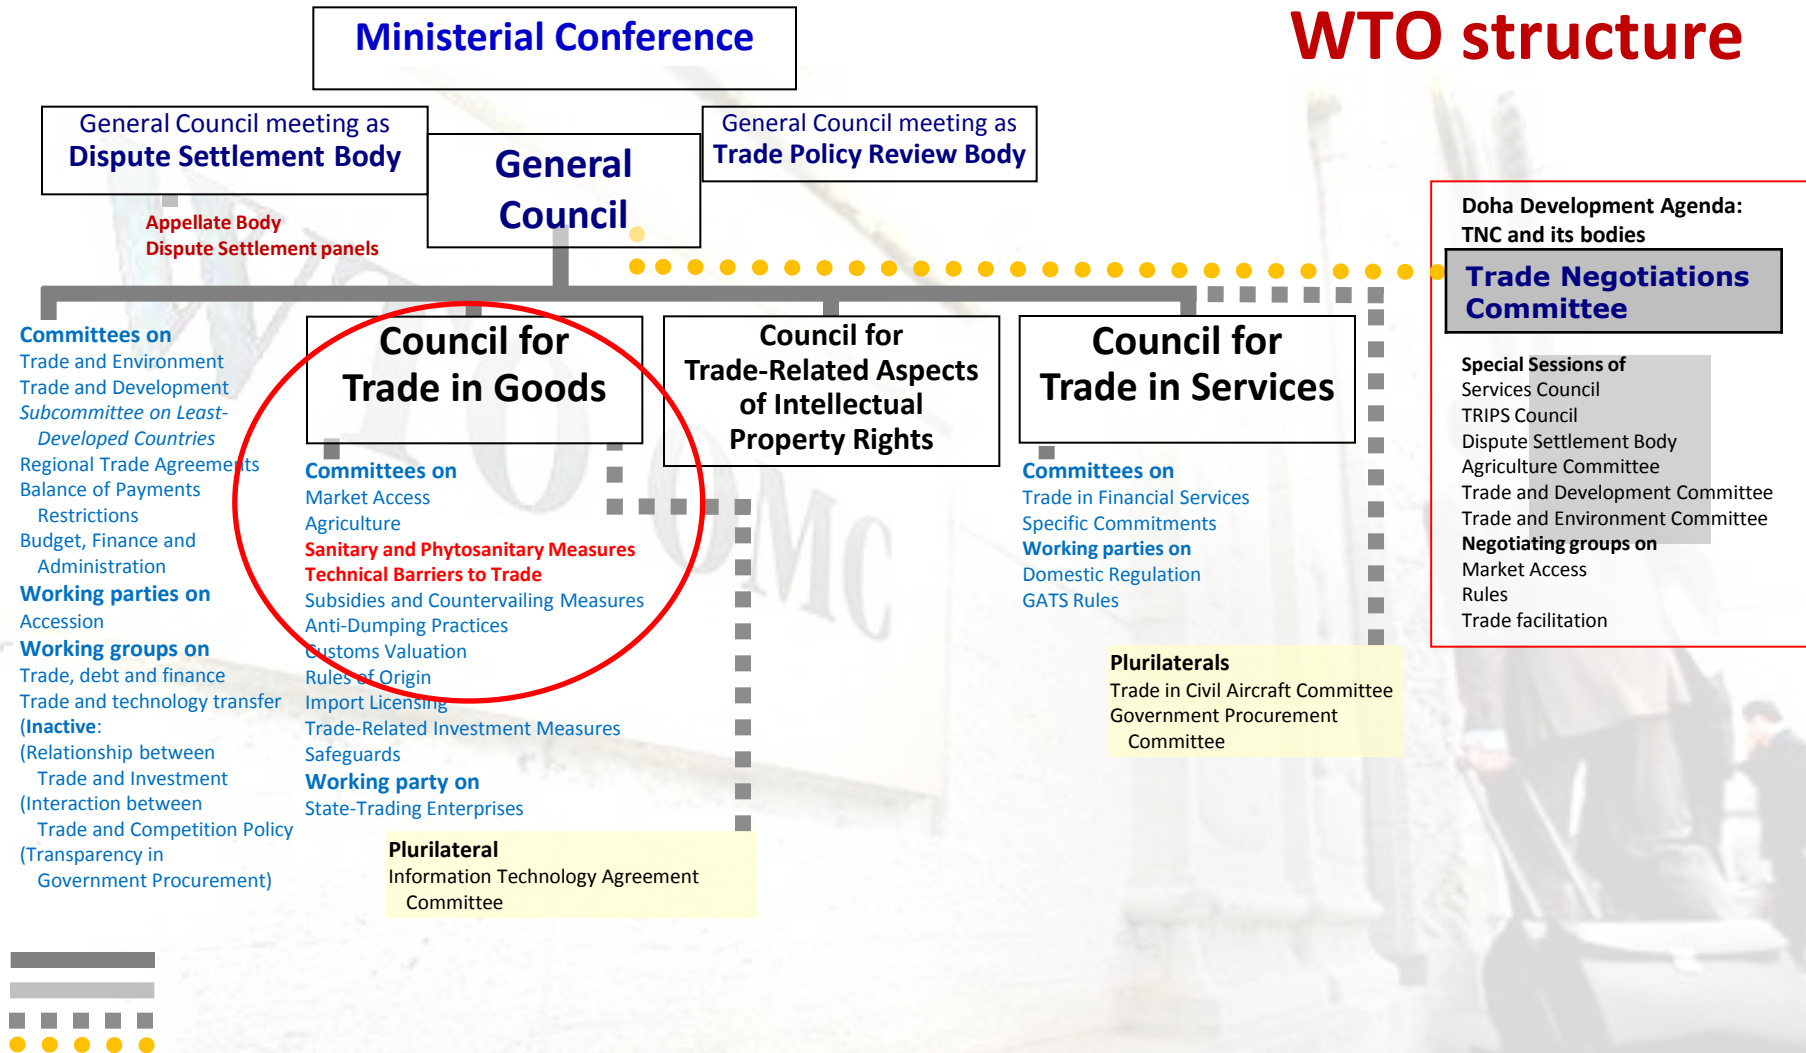 WTO structure
Ministerial Conference
General Council meeting as
Dispute Settlement Body
General
Council
General Council meeting as
Trade Policy Review Body
Appellate Body
Dispute Settlement panels
Doha Development Agenda:
TNC and its bodies
Trade Negotiations
Committee
Special Sessions of
Services Council
TRIPS Council
Dispute Settlement Body
Agriculture Committee
Trade and Development Committee
Trade and Environment Committee
Negotiating groups on
Market Access
Rules
Trade facilitation
Committees on
Trade and Environment
Trade and Development
Subcommittee on Least-
Developed Countries
Regional Trade Agreements
Balance of Payments
Restrictions
Budget, Finance and
Administration
Working parties on
Accession
Working groups on
Trade, debt and finance
Trade and technology transfer
(Inactive:
(Relationship between
Trade and Investment
(Interaction between
Trade and Competition Policy
(Transparency in
Government Procurement)
Council for
Trade in Goods
Committees on
Market Access
Agriculture
Sanitary and Phytosanitary Measures
Technical Barriers to Trade
Subsidies and Countervailing Measures
Anti-Dumping Practices
Customs Valuation
Rules of Origin
Import Licensing
Trade-Related Investment Measures
Safeguards
Working party on
State-Trading Enterprises
Plurilateral
Information Technology Agreement
Committee
Council for
Trade-Related Aspects
of Intellectual
Property Rights
Council for
Trade in Services
Committees on
Trade in Financial Services
Specific Commitments
Working parties on
Domestic Regulation
GATS Rules
Plurilaterals
Trade in Civil Aircraft Committee
Government Procurement
Committee
WTO OMC